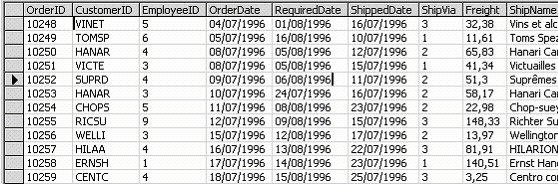 OrderID CustomerID EmployeeID OrderDate RequiredDate ShippedDate ShipVia Freight ShipName
10248 VINET 5 04/07/1996 01/08/1996 16/07/1996 3 32,38 Vins et alc
10249 TOMSP 6 05/07/1996 16/08/1996 10/07/1996 1 11,61 Toms Spez
10250 HANAR 4 08/07/1996 05/08/1996 12/07/1996 2 65,83 Hanari Car
10251 VICTE 3 08/07/1996 05/08/1996 15/07/1996 1 41,34 Victuailles
10252 SUPRD 4 09/07/1996 06/08/1996 11/07/1996 2 51,3 Suprêmes
10253 HANAR 3 10/07/1996 24/07/1996 16/07/1996 2 58,17 Hanari Car
10254 CHOPS 5 11/07/1996 08/08/1996 23/07/1996 2 22,98 Chop-suey
10255 RICSU 9 12/07/1996 09/08/1996 15/07/1996 3 148,33 Richter Su
10256 WELLI 3 15/07/1996 12/08/1996 17/07/1996 2 13,97 Wellington
10257 HILAA 4 16/07/1996 13/08/1996 22/07/1996 3 81,91 HILARION
10258 ERNSH 1 17/07/1996 14/08/1996 23/07/1996 1 140,51 Ernst Han
10259 CENTC 4 18/07/1996 15/08/1996 25/07/1996 3 3,25 Centro cor